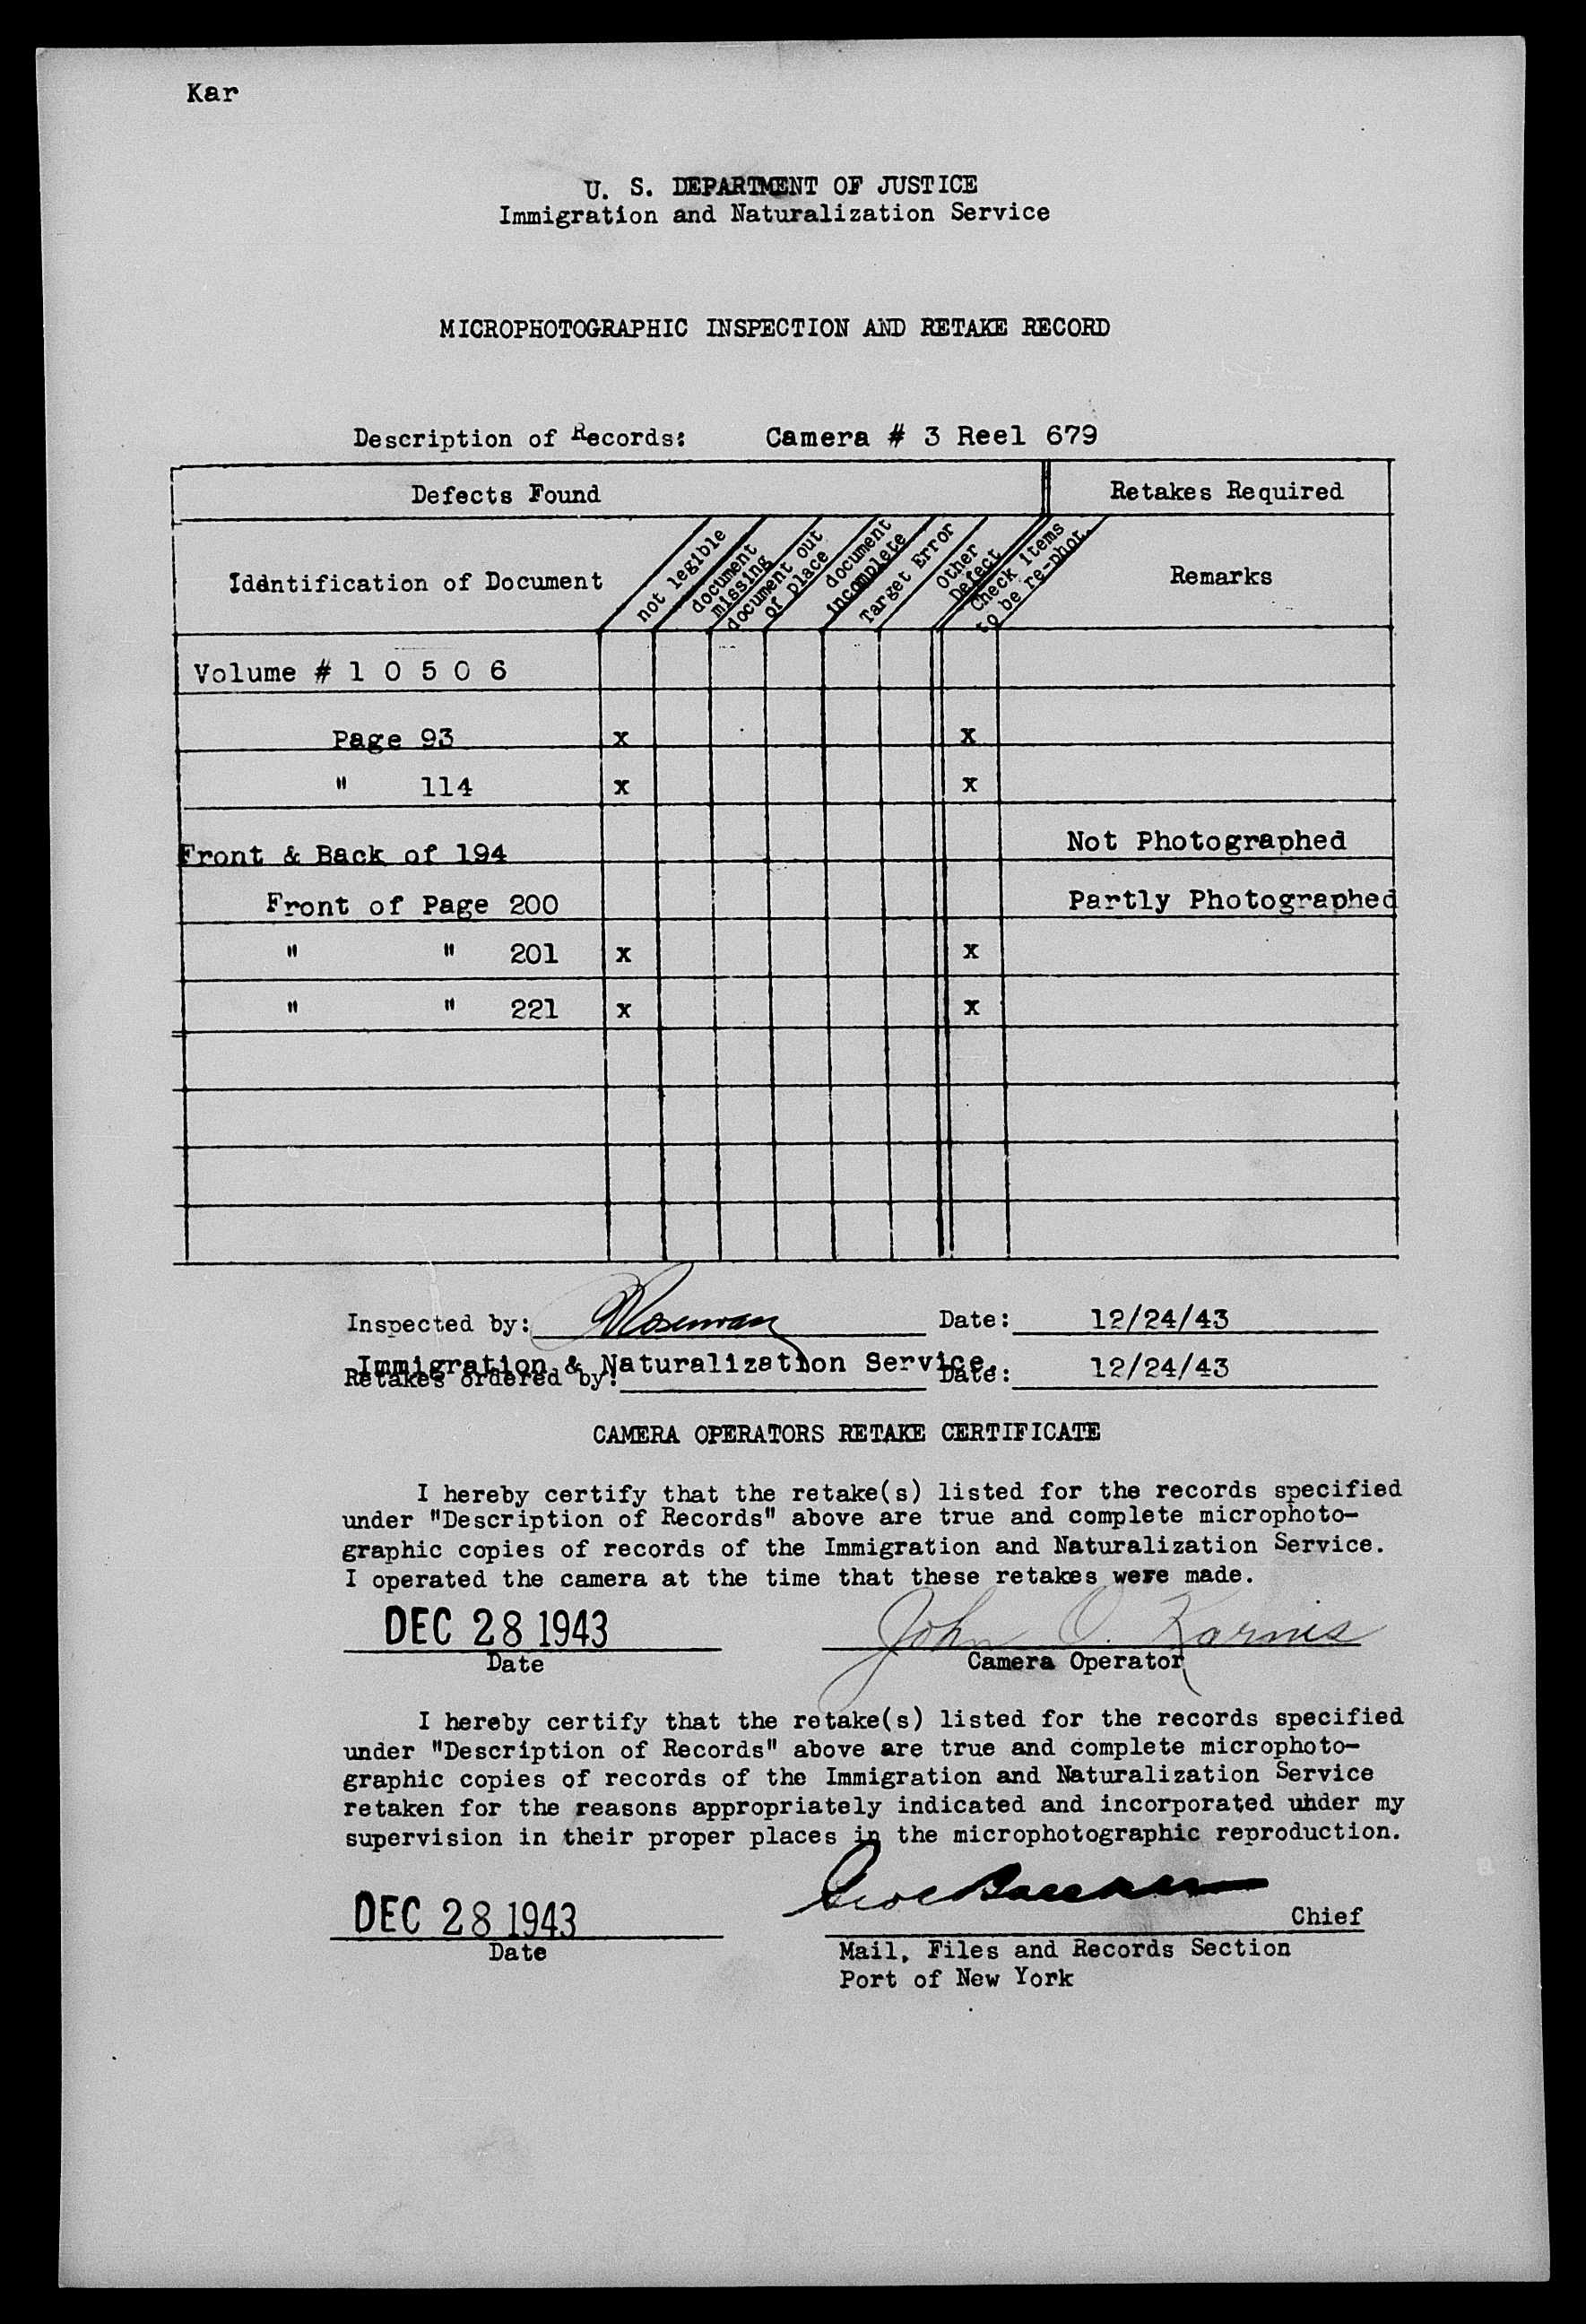 Kar
U. S. DEPARTMENT OF JUSTICE
Immigration and Naturalization Service
MICROPHOTOGRAPHIC INSPECTION AND RETAKE RECORD
Description of Records: Camera # 3 Reel 679
Defects Found Retakes Required
Iddntification of Document not legible document missing document out of place document incomplete Target Error Other Defect Check items to be re-phot. Remarks
Volume # 1 0 5 0 6
Page 93 x x
" 114 x x
Front & Back of 194 Not Photographed
Front of Page 200 Partly Photographed
" " 201 x x
" " 221 x x
Inspected by: Date: 12/24/43
Immigration & Naturalization Service.
Retakes ordered by: Date: 12/24/43
CAMERA OPERATORS RETAKE CERTIFICATE
I hereby certify that the retake(s) listed for the records specified
under "Description of Records" above are true and complete microphoto-
graphic copies of records of the Immigration and Naturalization Service.
I operated the camera at the time that these retakes were made.
DEC 28 1943 John O. Karnis
Date Camera Operator
I hereby certify that the retake(s) listed for the records specified
under "Description of Records" above are true and complete microphoto-
graphic copies of records of the Immigration and Naturalization Service
retaken for the reasons appropriately indicated and incorporated uhder my
supervision in their proper places in the microphotographic reproduction.
DEC 28 1943 Chief
Date Mail, Files and Records Section
Port of New York